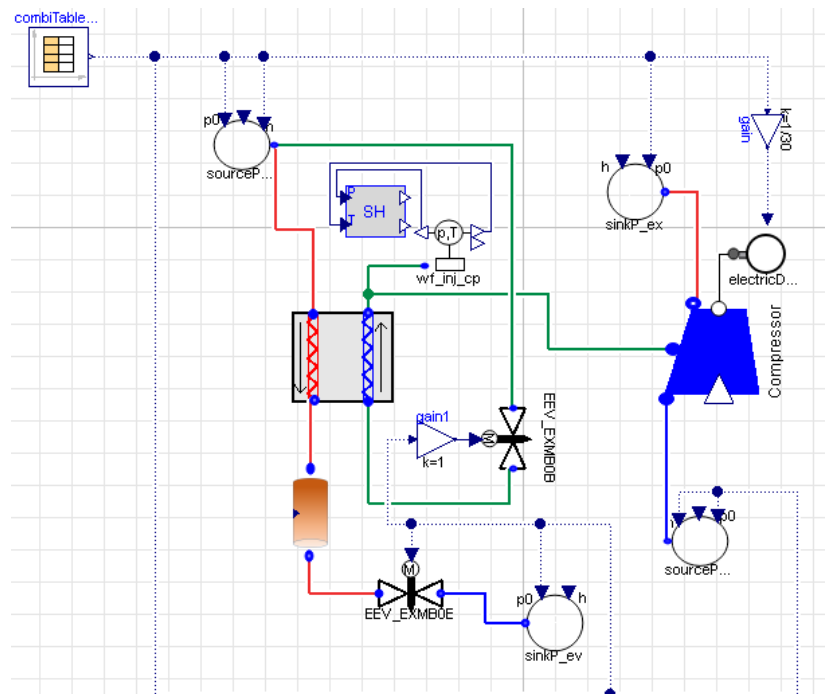 combiTable...
p0
h
sourceP...
k=1/30
gain
h
p0
sinkP_ex
P
T
SH
p,T
wf_inj_cp
electricD...
Compressor
EEV_EXMB0B
gain1
M
k=1
p0
sourceP...
M
EEV_EXMB0E
p0
h
sinkP_ev